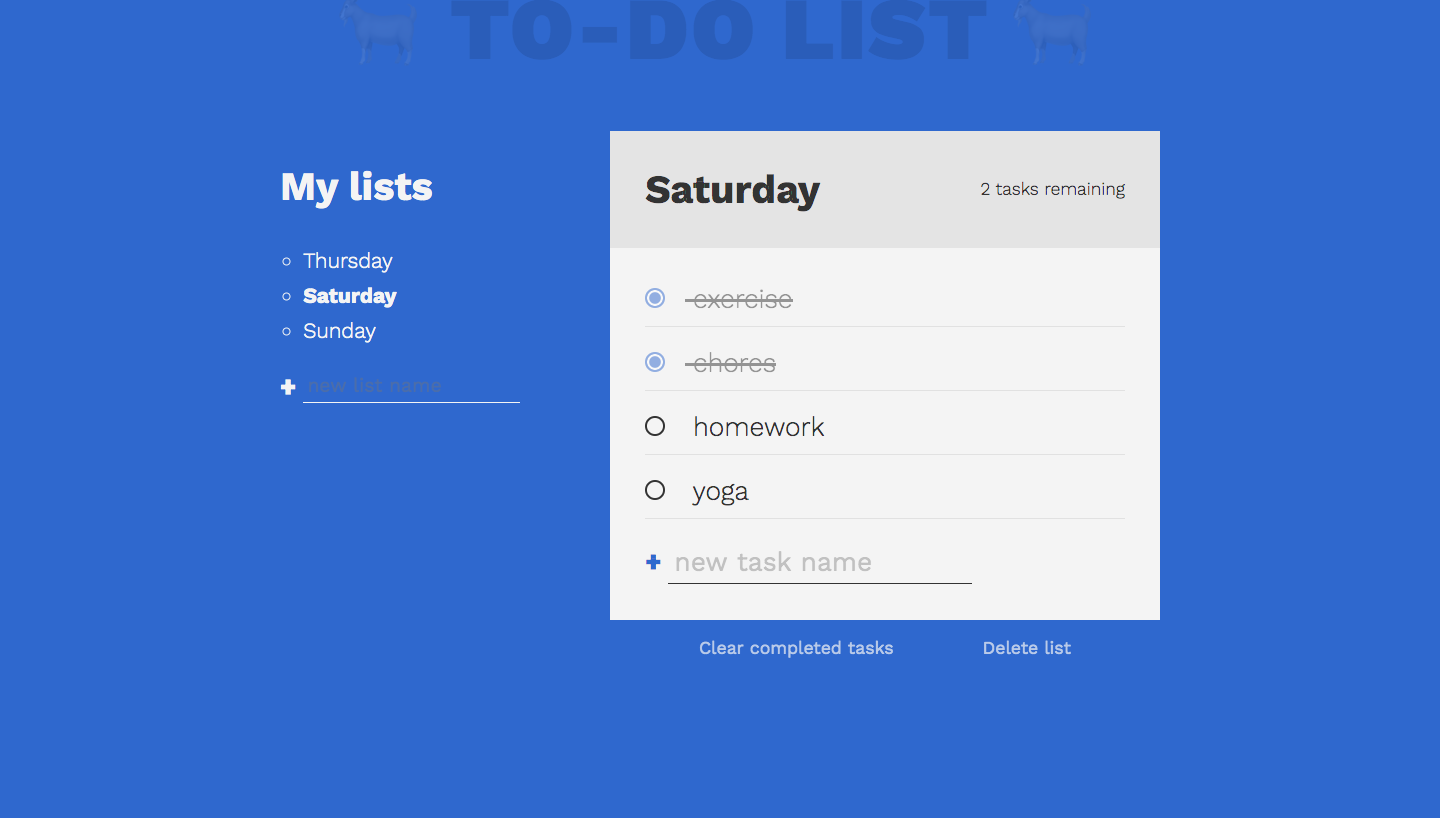 TO-DO LIST
My lists
Thursday
Saturday
Sunday
+ new list name
Saturday
2 tasks remaining
exercise
chores
homework
yoga
+ new task name
Clear completed tasks
Delete list